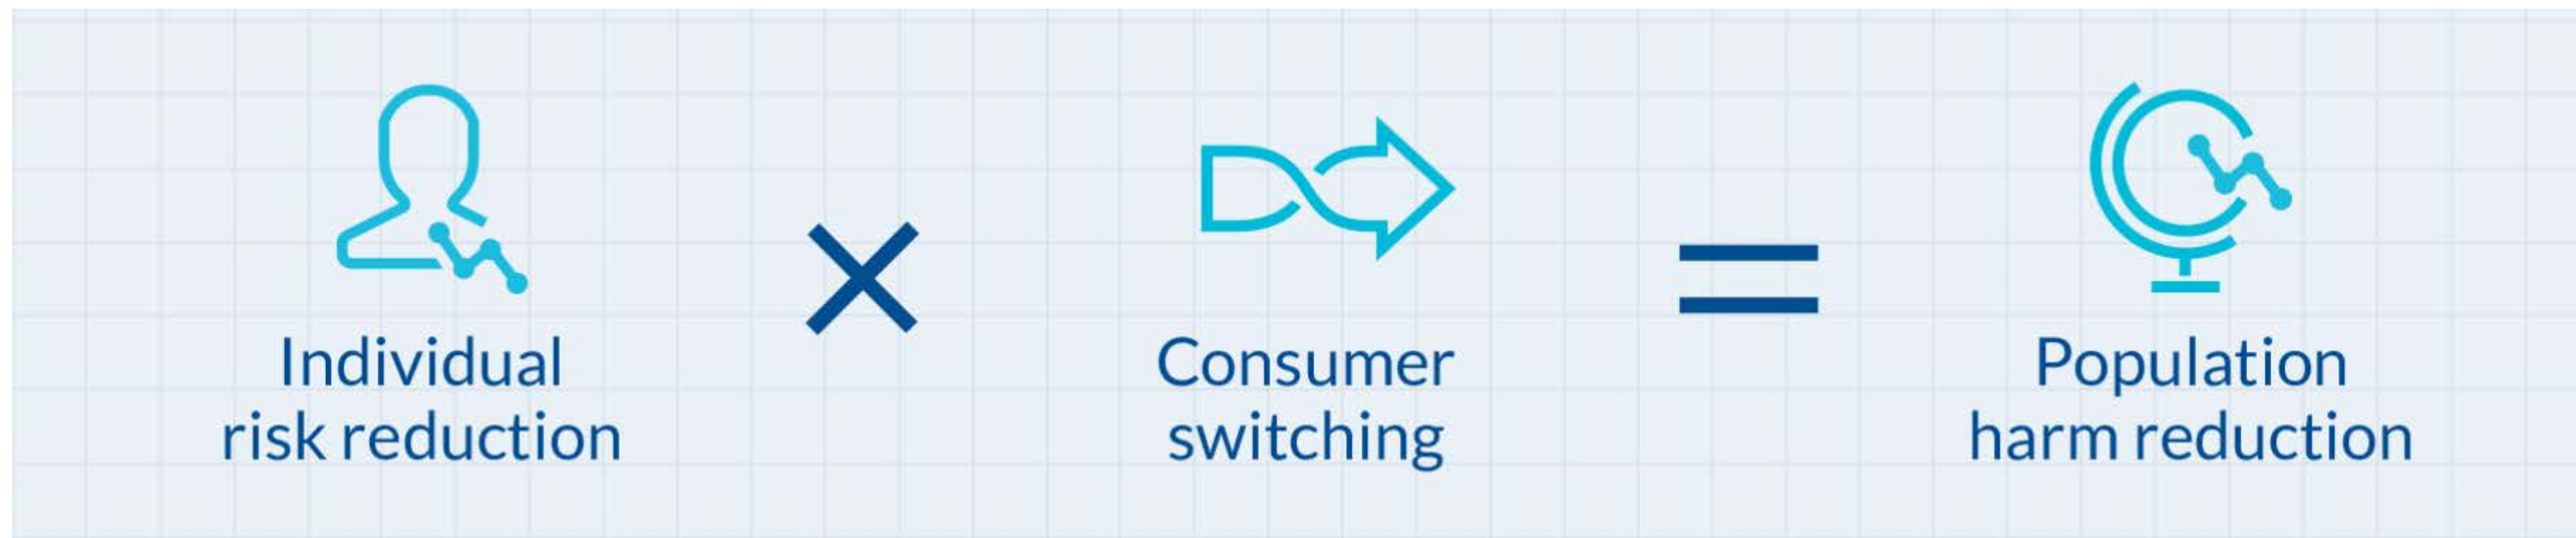 Individual
risk reduction
×
Consumer
switching
=
Population
harm reduction